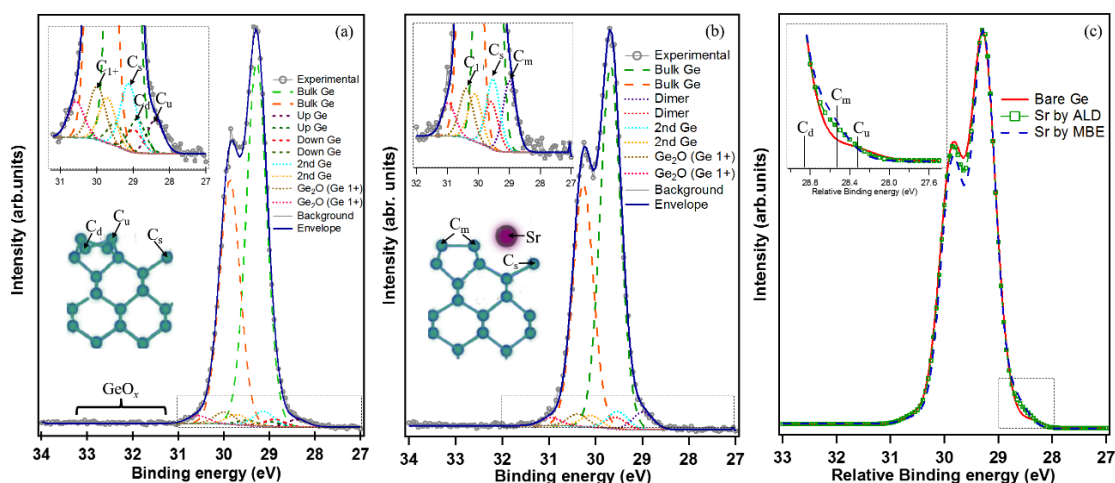 (a)
C1+
Cs
Cd
Cu
31 30 29 28 27
Experimental
Bulk Ge
Bulk Ge
Up Ge
Up Ge
Down Ge
Down Ge
2nd Ge
2nd Ge
Ge2O (Ge 1+)
Ge2O (Ge 1+)
Background
Envelope
Cd
Cu
Cs
GeOx
Intensity (arb.units)
34 33 32 31 30 29 28 27
Binding energy (eV)
(b)
C1
Cs
Cm
32 31 30 29 28 27
Experimental
Bulk Ge
Bulk Ge
Dimer
Dimer
2nd Ge
2nd Ge
Ge2O (Ge 1+)
Ge2O (Ge 1+)
Background
Envelope
Cm
Sr
Cs
Intensity (abr. units)
34 33 32 31 30 29 28 27
Binding energy (eV)
(c)
Cd
Cm
Cu
28.8 28.4 28.0 27.6
Relative Binding energy (eV)
Bare Ge
Sr by ALD
Sr by MBE
Intensity (arb.units)
33 32 31 30 29 28 27
Relative Binding energy (eV)